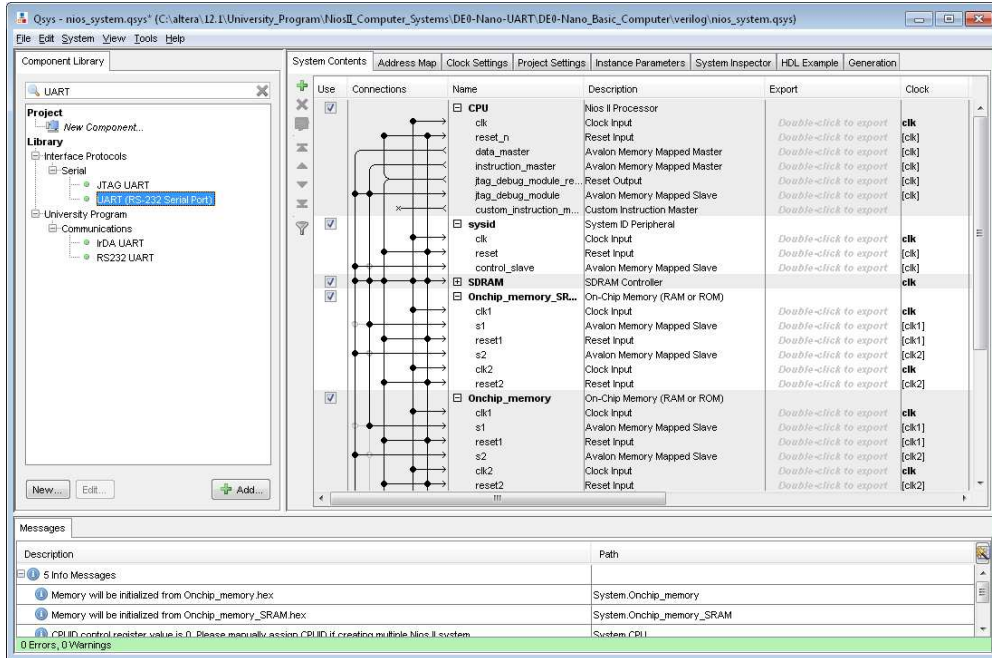 Qsys - nios_system.qsys* (C:\altera\12.1\University_Program\NiosII_Computer_Systems\DE0-Nano-UART\DE0-Nano_Basic_Computer\verilog\nios_system.qsys)
File Edit System View Tools Help
Component Library
UART
Project
New Component...
Library
Interface Protocols
Serial
JTAG UART
UART (RS-232 Serial Port)
University Program
Communications
IrDA UART
RS232 UART
New... Edit... Add...
System Contents Address Map Clock Settings Project Settings Instance Parameters System Inspector HDL Example Generation
Use Connections Name Description Export Clock
CPU Nios II Processor
clk Clock Input Double-click to export clk
reset_n Reset Input Double-click to export [clk]
data_master Avalon Memory Mapped Master Double-click to export [clk]
instruction_master Avalon Memory Mapped Master Double-click to export [clk]
jtag_debug_module_re... Reset Output Double-click to export [clk]
jtag_debug_module Avalon Memory Mapped Slave Double-click to export [clk]
custom_instruction_m... Custom Instruction Master Double-click to export
sysid System ID Peripheral
clk Clock Input Double-click to export clk
reset Reset Input Double-click to export [clk]
control_slave Avalon Memory Mapped Slave Double-click to export [clk]
SDRAM SDRAM Controller clk
Onchip_memory_SR... On-Chip Memory (RAM or ROM)
clk1 Clock Input Double-click to export clk
s1 Avalon Memory Mapped Slave Double-click to export [clk1]
reset1 Reset Input Double-click to export [clk1]
s2 Avalon Memory Mapped Slave Double-click to export [clk2]
clk2 Clock Input Double-click to export clk
reset2 Reset Input Double-click to export [clk2]
Onchip_memory On-Chip Memory (RAM or ROM)
clk1 Clock Input Double-click to export clk
s1 Avalon Memory Mapped Slave Double-click to export [clk1]
reset1 Reset Input Double-click to export [clk1]
s2 Avalon Memory Mapped Slave Double-click to export [clk2]
clk2 Clock Input Double-click to export clk
reset2 Reset Input Double-click to export [clk2]
Messages
Description Path
5 Info Messages
Memory will be initialized from Onchip_memory.hex System.Onchip_memory
Memory will be initialized from Onchip_memory_SRAM.hex System.Onchip_memory_SRAM
CPUID control register value is 0. Please manually assign CPUID if creating multiple Nios II system System.CPU
0 Errors, 0 Warnings